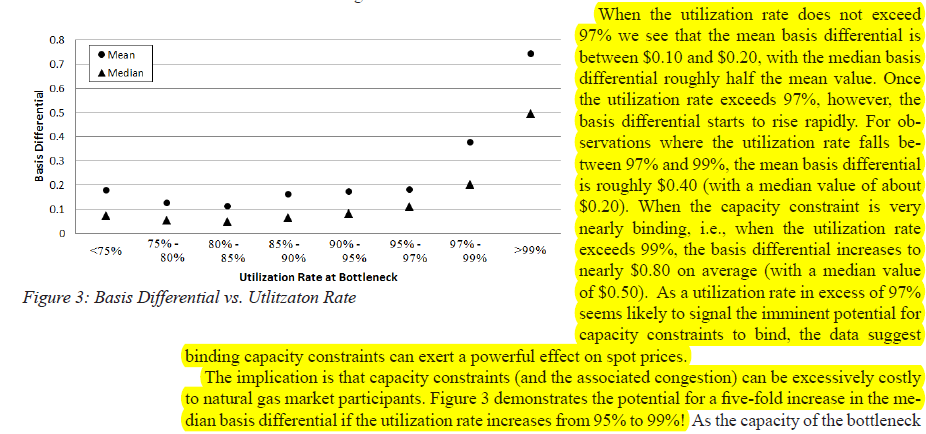 0.8
0.7
0.6
0.5
0.4
0.3
0.2
0.1
0
Mean
Median
Basis Differential
<75%
75% - 80%
80% - 85%
85% - 90%
90% - 95%
95% - 97%
97% - 99%
>99%
Utilization Rate at Bottleneck
Figure 3: Basis Differential vs. Utlitzaton Rate
When the utilization rate does not exceed
97% we see that the mean basis differential is
between $0.10 and $0.20, with the median basis
differential roughly half the mean value. Once
the utilization rate exceeds 97%, however, the
basis differential starts to rise rapidly. For ob-
servations where the utilization rate falls be-
tween 97% and 99%, the mean basis differential
is roughly $0.40 (with a median value of about
$0.20). When the capacity constraint is very
nearly binding, i.e., when the utilization rate
exceeds 99%, the basis differential increases to
nearly $0.80 on average (with a median value
of $0.50). As a utilization rate in excess of 97%
seems likely to signal the imminent potential for
capacity constraints to bind, the data suggest
binding capacity constraints can exert a powerful effect on spot prices.
The implication is that capacity constraints (and the associated congestion) can be excessively costly
to natural gas market participants. Figure 3 demonstrates the potential for a five-fold increase in the me-
dian basis differential if the utilization rate increases from 95% to 99%! As the capacity of the bottleneck